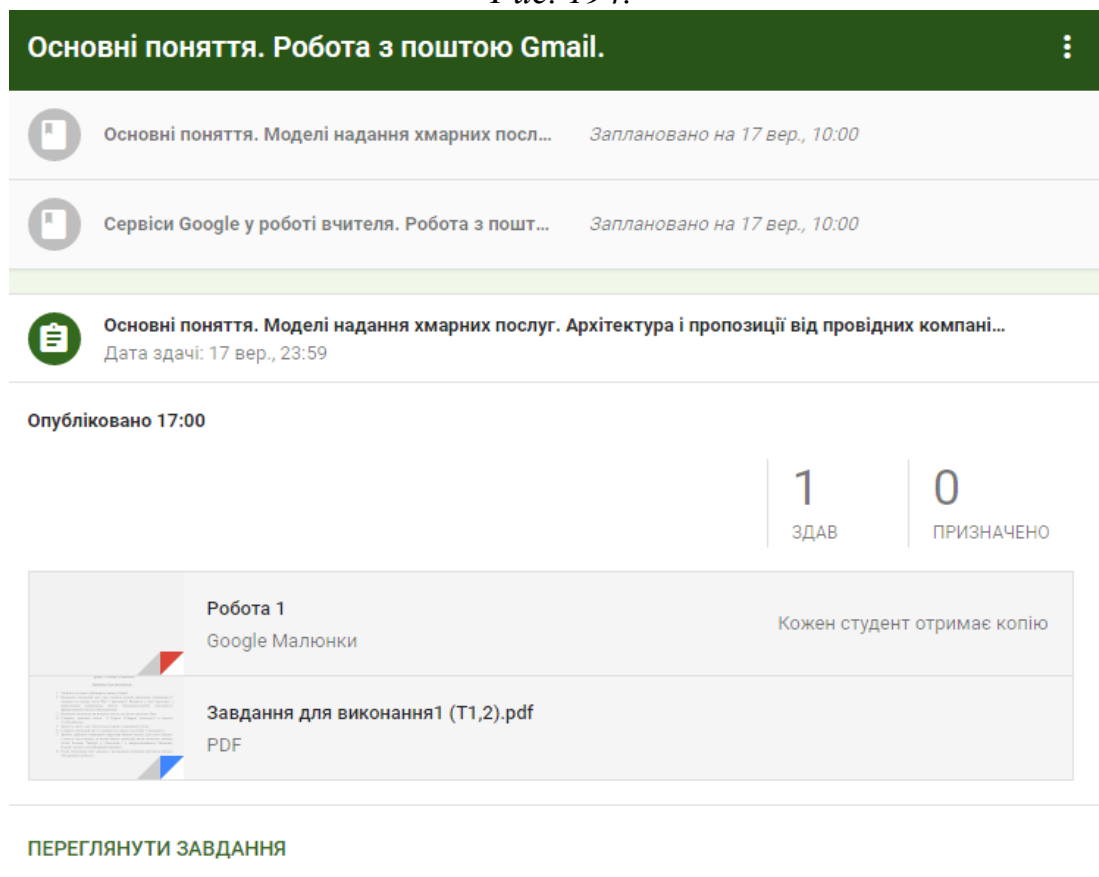 Рис. 194.
Основні поняття. Робота з поштою Gmail.
Основні поняття. Моделі надання хмарних посл... Заплановано на 17 вер., 10:00
Сервіси Google у роботі вчителя. Робота з пошт... Заплановано на 17 вер., 10:00
Основні поняття. Моделі надання хмарних послуг. Архітектура і пропозиції від провідних компані...
Дата здачі: 17 вер., 23:59
Опубліковано 17:00
1 0
ЗДАВ ПРИЗНАЧЕНО
Робота 1
Google Малюнки
Кожен студент отримає копію
Завдання для виконання1 (Т1,2).pdf
PDF
ПЕРЕГЛЯНУТИ ЗАВДАННЯ